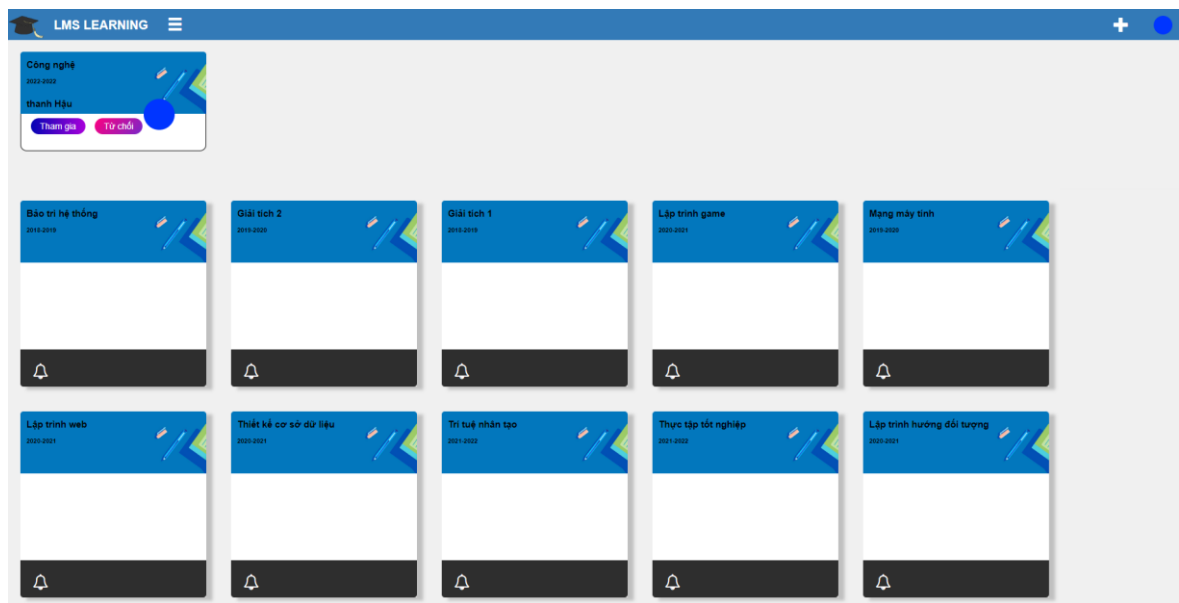 LMS LEARNING
Công nghệ
2022-2022
thanh Hậu
Tham gia Từ chối
Bảo trì hệ thống
2018-2019
Giải tích 2
2019-2020
Giải tích 1
2018-2019
Lập trình game
2020-2021
Mạng máy tính
2019-2020
Lập trình web
2020-2021
Thiết kế cơ sở dữ liệu
2020-2021
Trí tuệ nhân tạo
2021-2022
Thực tập tốt nghiệp
2021-2022
Lập trình hướng đối tượng
2020-2021